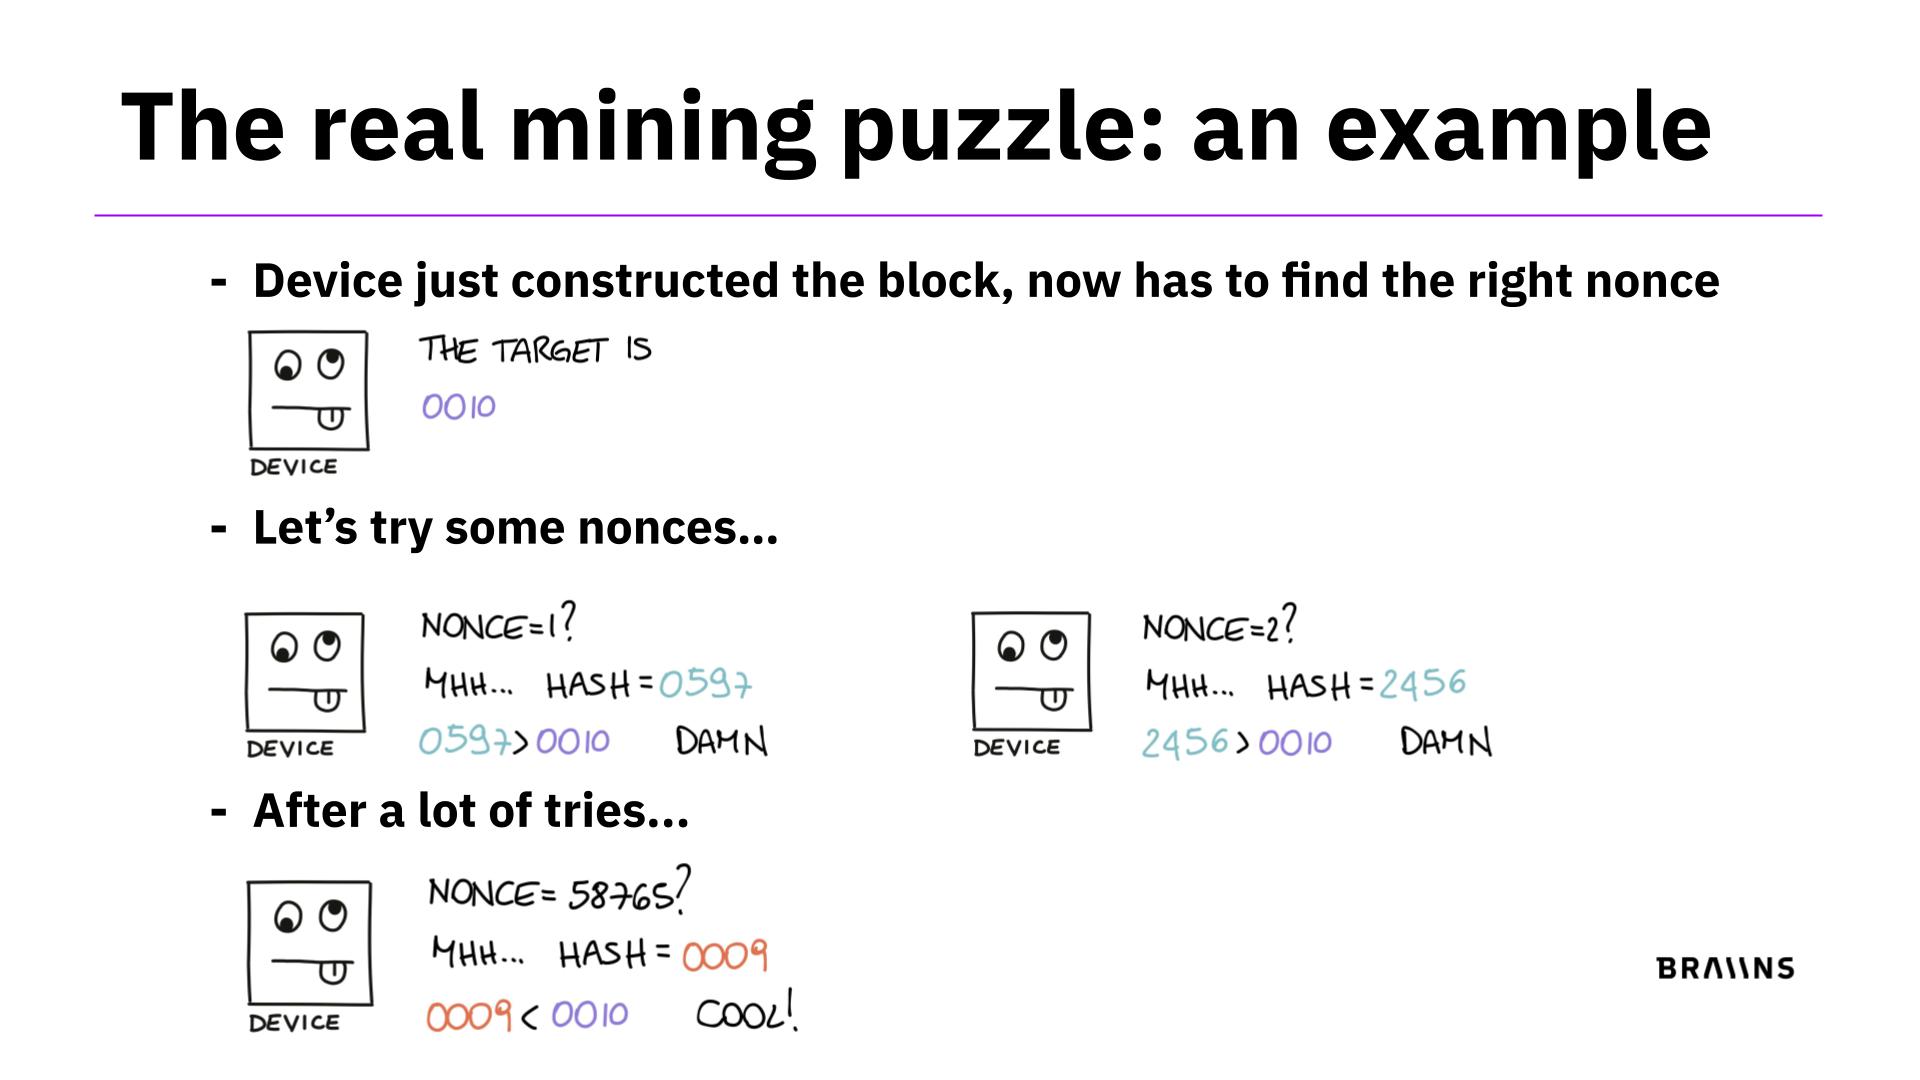 The real mining puzzle: an example
- Device just constructed the block, now has to find the right nonce
THE TARGET IS
0010
DEVICE
- Let's try some nonces...
NONCE=1?
MHH... HASH=0597
0597>0010 DAMN
DEVICE
NONCE=2?
MHH... HASH=2456
2456>0010 DAMN
DEVICE
- After a lot of tries...
NONCE=58765?
MHH... HASH=0009
0009<0010 COOL!
DEVICE
BRAIINS